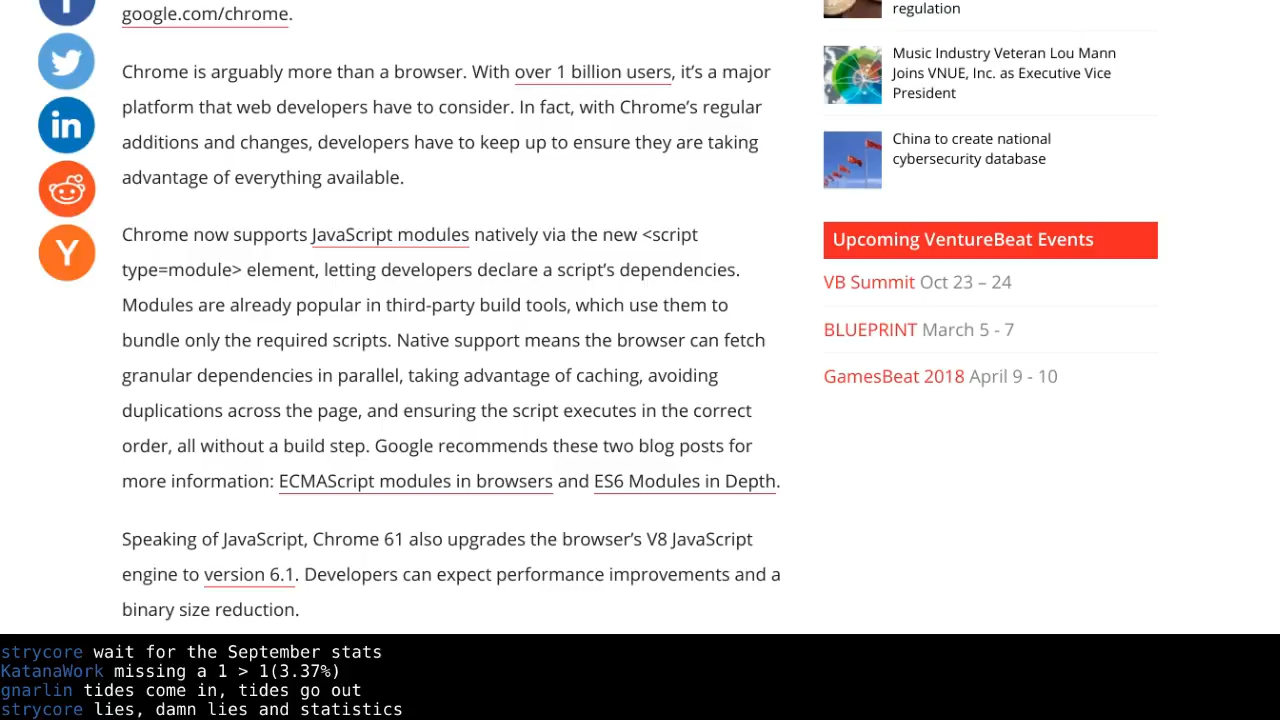 google.com/chrome.
Chrome is arguably more than a browser. With over 1 billion users, it’s a major
platform that web developers have to consider. In fact, with Chrome’s regular
additions and changes, developers have to keep up to ensure they are taking
advantage of everything available.
Chrome now supports JavaScript modules natively via the new <script
type=module> element, letting developers declare a script’s dependencies.
Modules are already popular in third-party build tools, which use them to
bundle only the required scripts. Native support means the browser can fetch
granular dependencies in parallel, taking advantage of caching, avoiding
duplications across the page, and ensuring the script executes in the correct
order, all without a build step. Google recommends these two blog posts for
more information: ECMAScript modules in browsers and ES6 Modules in Depth.
Speaking of JavaScript, Chrome 61 also upgrades the browser’s V8 JavaScript
engine to version 6.1. Developers can expect performance improvements and a
binary size reduction.
regulation
Music Industry Veteran Lou Mann
Joins VNUE, Inc. as Executive Vice
President
China to create national
cybersecurity database
Upcoming VentureBeat Events
VB Summit Oct 23 – 24
BLUEPRINT March 5 - 7
GamesBeat 2018 April 9 - 10
in
Y
strycore wait for the September stats
KatanaWork missing a 1 > 1(3.37%)
gnarlin tides come in, tides go out
strycore lies, damn lies and statistics